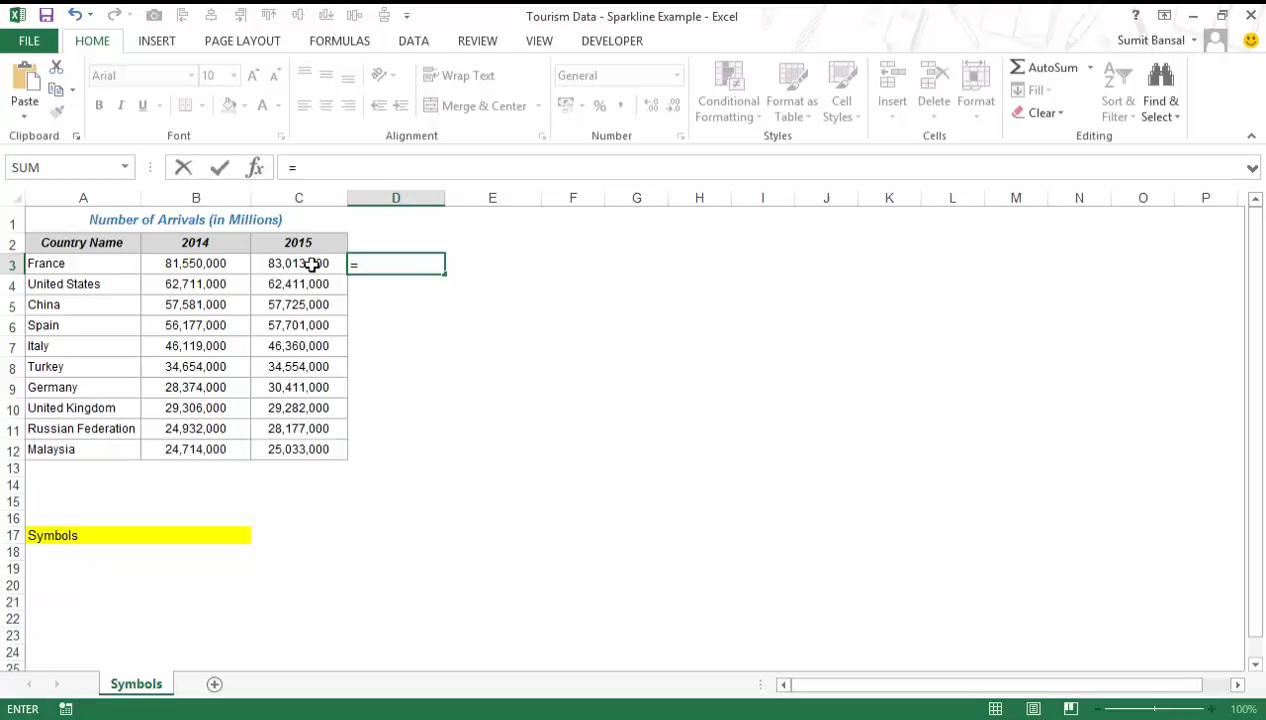 Tourism Data - Sparkline Example - Excel
?
FILE HOME INSERT PAGE LAYOUT FORMULAS DATA REVIEW VIEW DEVELOPER Sumit Bansal
Paste
Clipboard
Arial 10
B I U A
Font
Wrap Text
Merge & Center
Alignment
General
% ,
Number
Conditional Formatting
Format as Table
Cell Styles
Styles
Insert Delete Format
Cells
AutoSum
Fill
Clear
Sort & Filter
Find & Select
Editing
SUM fx =
A B C D E F G H I J K L M N O P
1 Number of Arrivals (in Millions)
2 Country Name 2014 2015
3 France 81,550,000 83,013 00 =
4 United States 62,711,000 62,411,000
5 China 57,581,000 57,725,000
6 Spain 56,177,000 57,701,000
7 Italy 46,119,000 46,360,000
8 Turkey 34,654,000 34,554,000
9 Germany 28,374,000 30,411,000
10 United Kingdom 29,306,000 29,282,000
11 Russian Federation 24,932,000 28,177,000
12 Malaysia 24,714,000 25,033,000
13
14
15
16
17 Symbols
18
19
20
21
22
23
24
25
Symbols
ENTER 100%